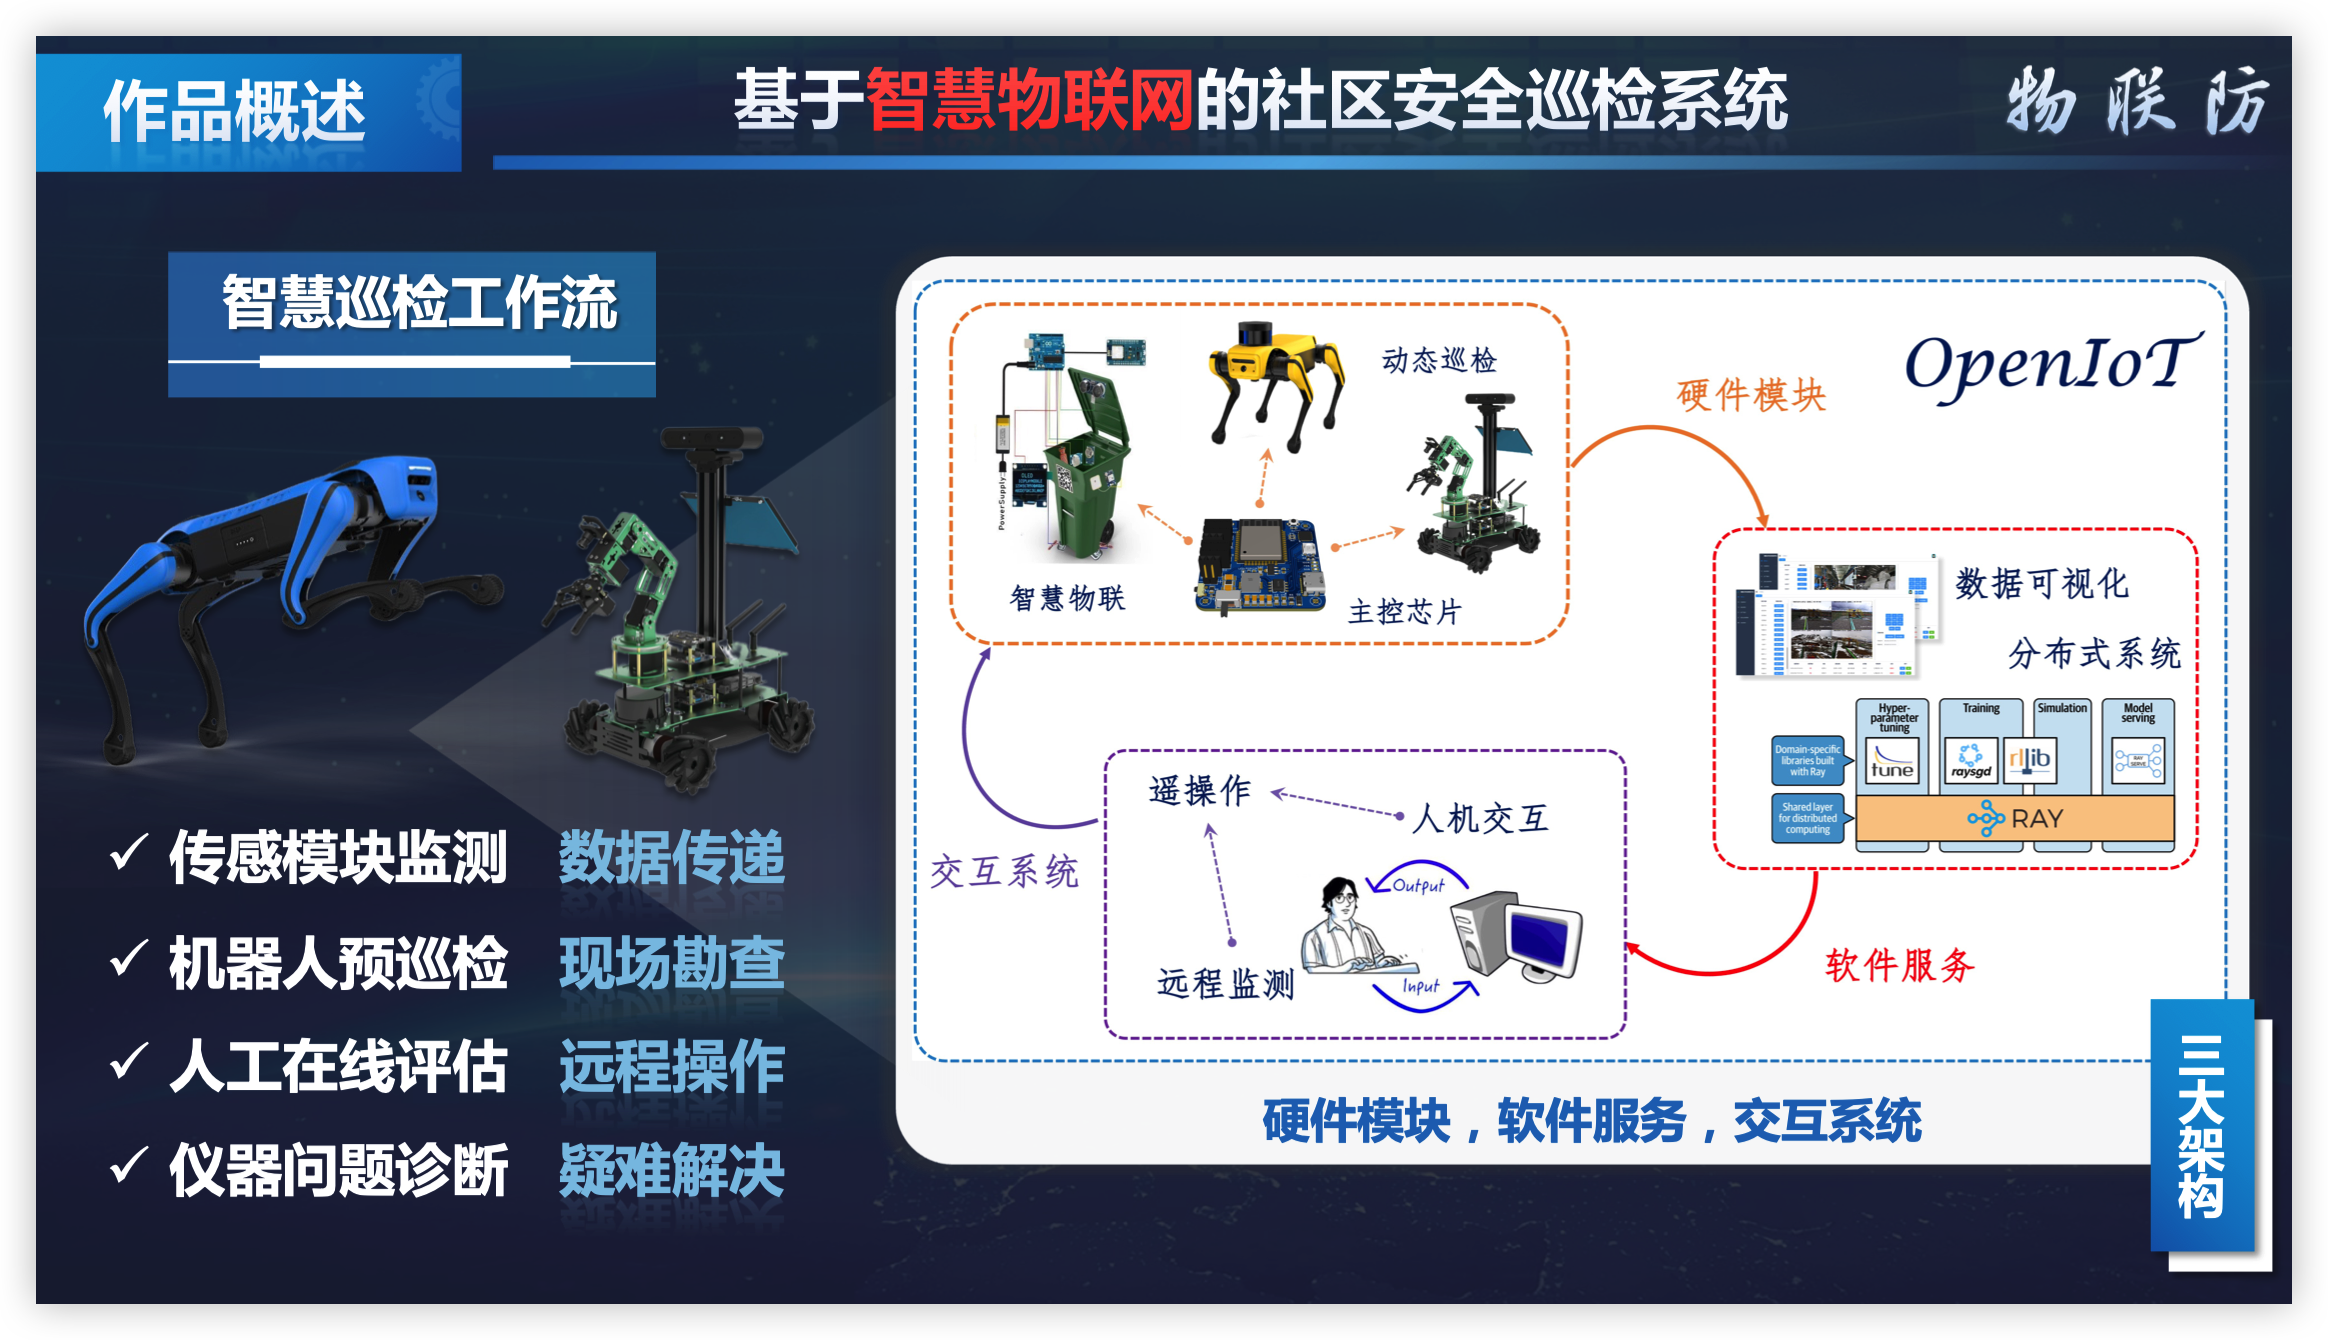 作品概述
基于智慧物联网的社区安全巡检系统
物联防
智慧巡检工作流
✓ 传感模块监测 数据传递
✓ 机器人预巡检 现场勘查
✓ 人工在线评估 远程操作
✓ 仪器问题诊断 疑难解决
OpenIoT
动态巡检
PowerSupply
OLED
智慧物联
主控芯片
硬件模块
数据可视化
分布式系统
Hyper-
parameter
tuning
Training
Simulation
Model
serving
Domain-specific
libraries built
with Ray
tune
raysgd
rllib
RAY
SERVE
Shared layer
for distributed
computing
RAY
软件服务
遥操作
人机交互
远程监测
Output
Input
交互系统
硬件模块，软件服务，交互系统
三大架构